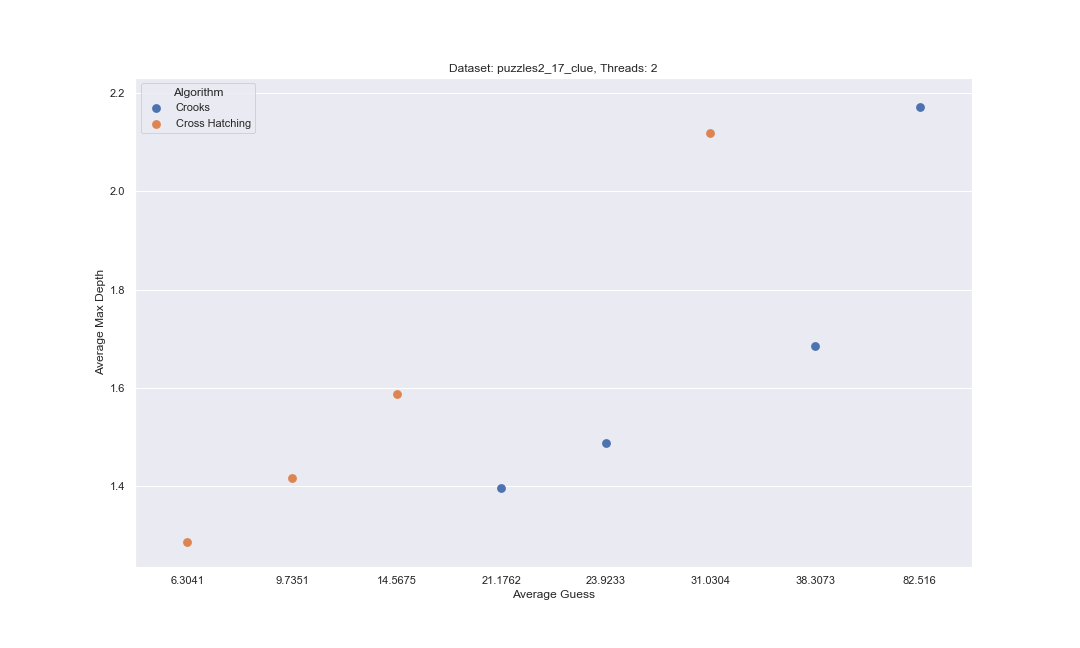 Dataset: puzzles2_17_clue, Threads: 2
Algorithm
Crooks
Cross Hatching
2.2
2.0
1.8
1.6
1.4
Average Max Depth
6.3041 9.7351 14.5675 21.1762 23.9233 31.0304 38.3073 82.516
Average Guess